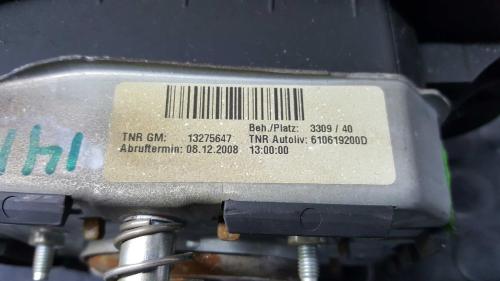 Beh./Platz: 3309 / 40
TNR GM: 13275647 TNR Autoliv: 610619200D
Abruftermin: 08.12.2008 13:00:00